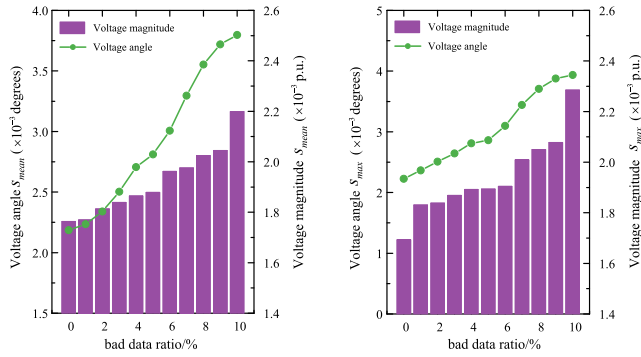 Voltage magnitude
Voltage angle
4.0
3.5
3.0
2.5
2.0
1.5
2.6
2.4
2.2
2.0
1.8
1.6
1.4
0 2 4 6 8 10
bad data ratio/%
Voltage angle Smean (×10⁻³ degrees)
Voltage magnitude Smean (×10⁻³ p.u.)
Voltage magnitude
Voltage angle
5
4
3
2
1
0
2.6
2.4
2.2
2.0
1.8
1.6
1.4
0 2 4 6 8 10
bad data ratio/%
Voltage angle Smax (×10⁻³ degrees)
Voltage magnitude Smax (×10⁻³ p.u.)